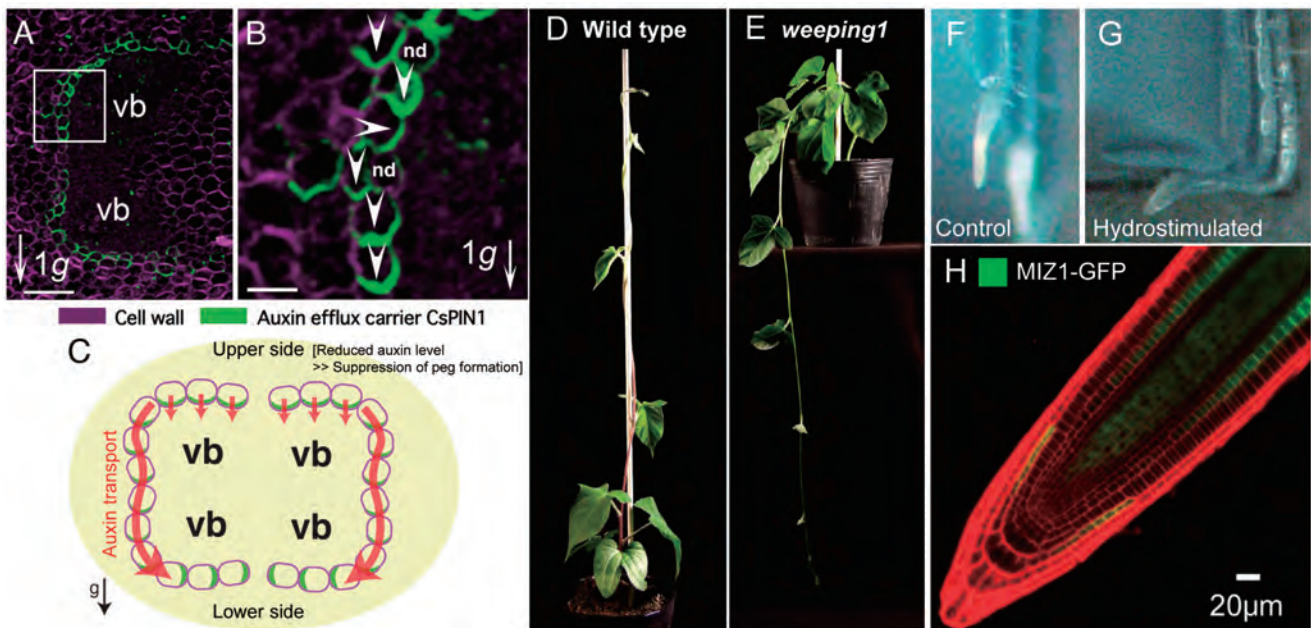 A
vb
vb
1g
B
nd
nd
1g
Cell wall
Auxin efflux carrier CsPIN1
C
Upper side [Reduced auxin level
>> Suppression of peg formation]
Auxin transport
vb
vb
vb
vb
g
Lower side
D Wild type
E weeping1
F
Control
G
Hydrostimulated
H
MIZ1-GFP
20μm